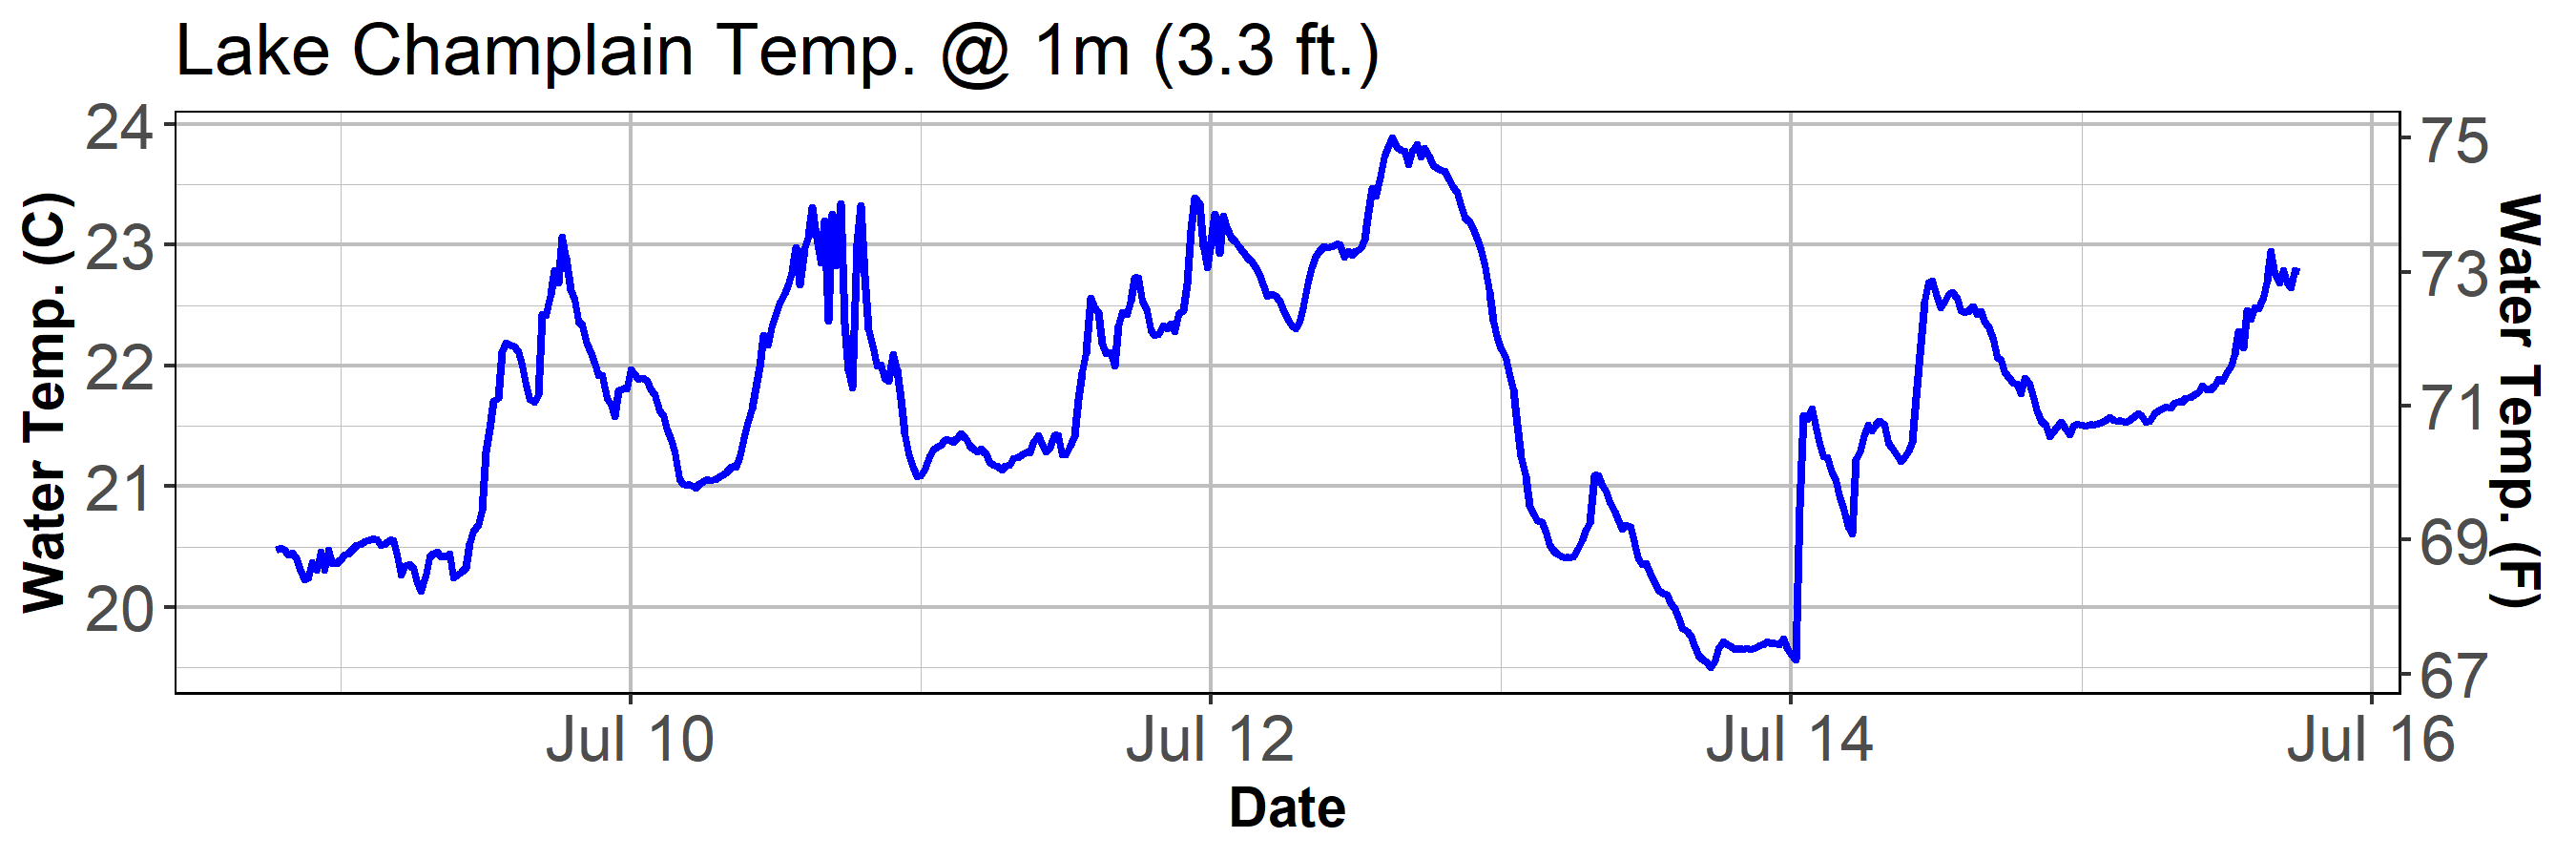 Lake Champlain Temp. @ 1m (3.3 ft.)
Water Temp. (C)
24
23
22
21
20
75
73
71
69
67
Water Temp. (F)
Jul 10
Jul 12
Jul 14
Jul 16
Date